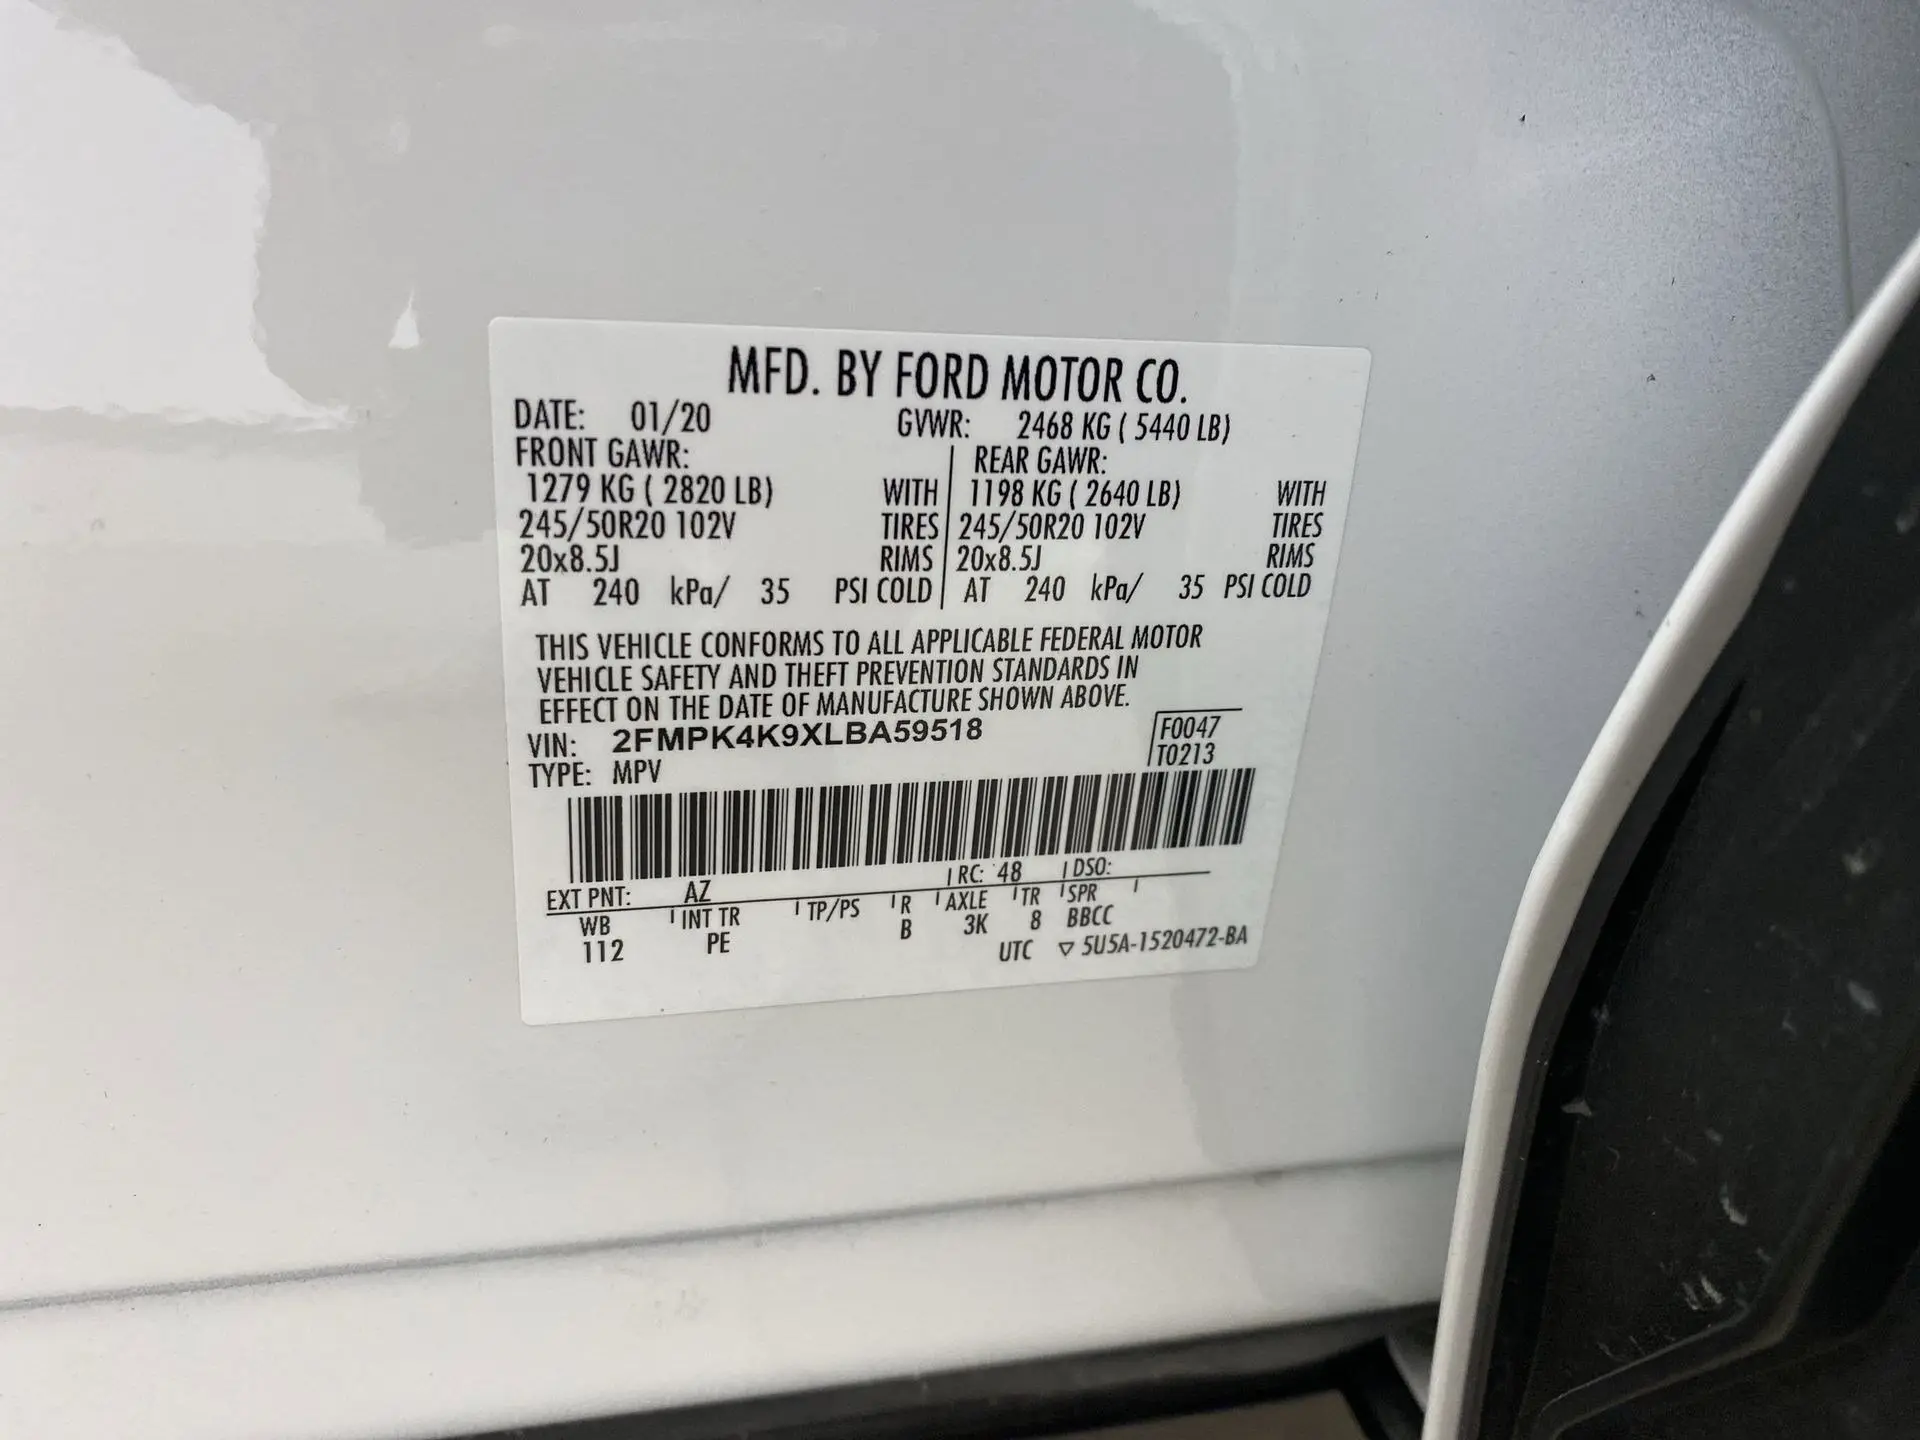 MFD. BY FORD MOTOR CO.
DATE: 01/20 GVWR: 2468 KG ( 5440 LB)
FRONT GAWR: REAR GAWR:
1279 KG ( 2820 LB) WITH 1198 KG ( 2640 LB) WITH
245/50R20 102V TIRES 245/50R20 102V TIRES
20x8.5J RIMS 20x8.5J RIMS
AT 240 kPa/ 35 PSI COLD AT 240 kPa/ 35 PSI COLD
THIS VEHICLE CONFORMS TO ALL APPLICABLE FEDERAL MOTOR
VEHICLE SAFETY AND THEFT PREVENTION STANDARDS IN
EFFECT ON THE DATE OF MANUFACTURE SHOWN ABOVE.
VIN: 2FMPK4K9XLBA59518 F0047
TYPE: MPV T0213
EXT PNT: AZ RC: 48 DSO:
WB INT TR TP/PS R AXLE TR SPR
112 PE B 3K 8 BBCC
UTC ▽ 5U5A-1520472-BA